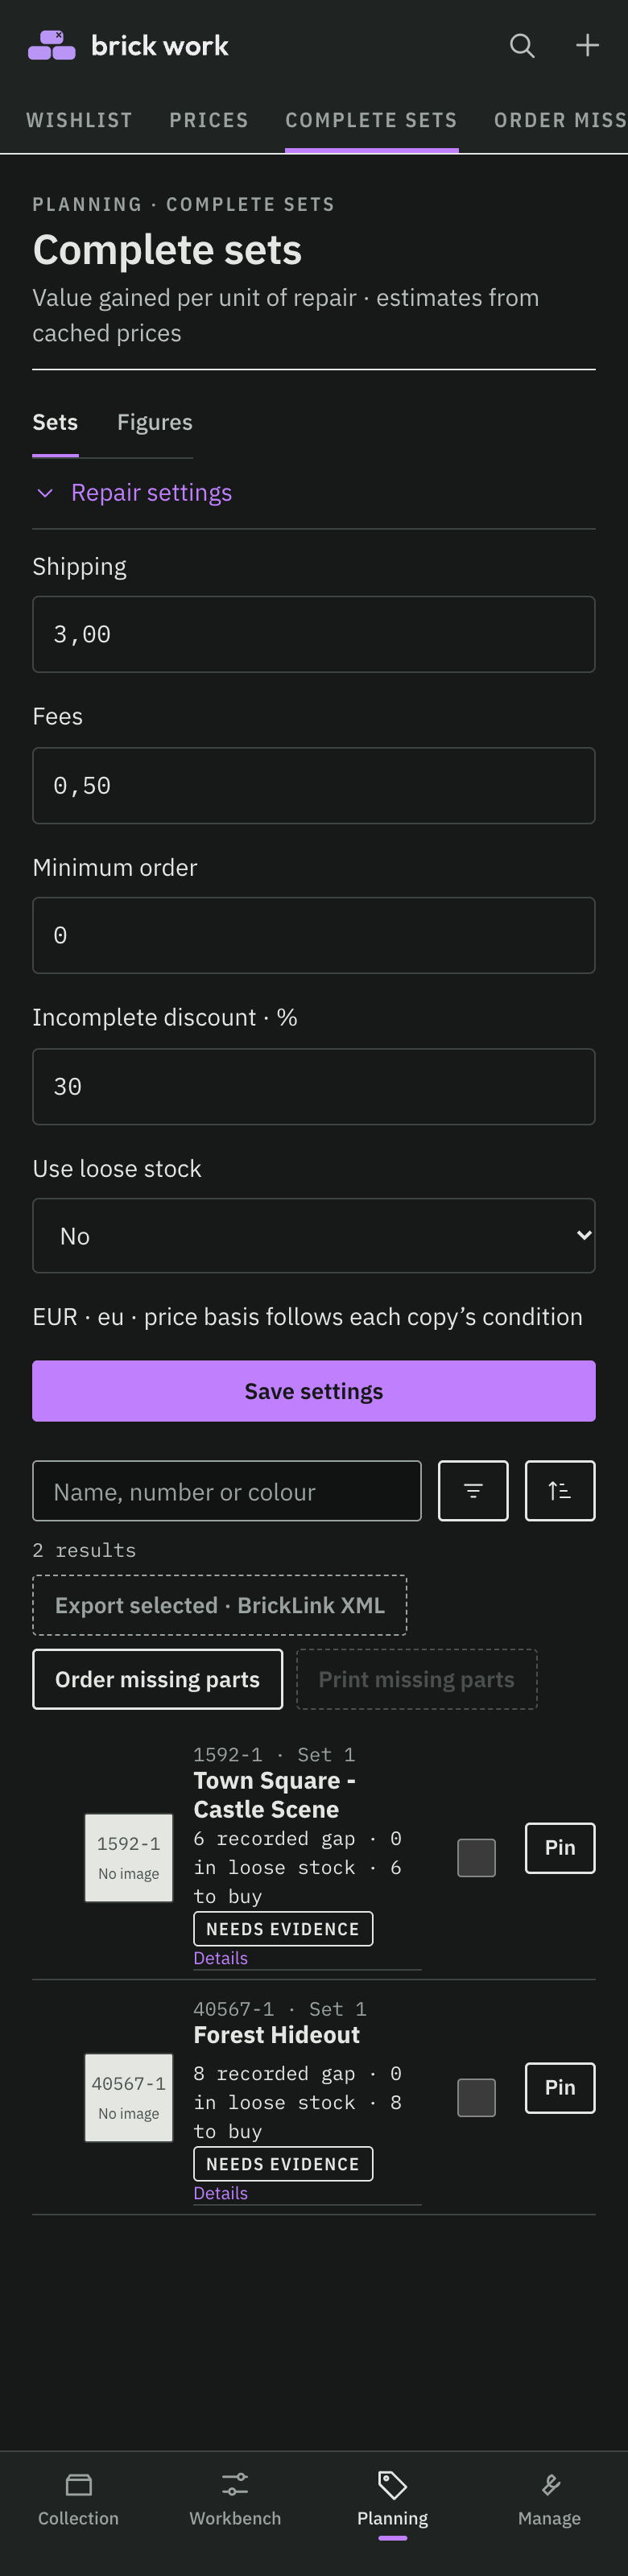 brick work
WISHLIST PRICES COMPLETE SETS ORDER MISS
PLANNING · COMPLETE SETS
Complete sets
Value gained per unit of repair · estimates from
cached prices
Sets Figures
Repair settings
Shipping
3,00
Fees
0,50
Minimum order
0
Incomplete discount · %
30
Use loose stock
No
EUR · eu · price basis follows each copy’s condition
Save settings
Name, number or colour
2 results
Export selected · BrickLink XML
Order missing parts Print missing parts
1592-1 · Set 1
Town Square -
Castle Scene
1592-1
No image
6 recorded gap · 0
in loose stock · 6
to buy
NEEDS EVIDENCE
Details
Pin
40567-1 · Set 1
Forest Hideout
40567-1
No image
8 recorded gap · 0
in loose stock · 8
to buy
NEEDS EVIDENCE
Details
Pin
Collection Workbench Planning Manage